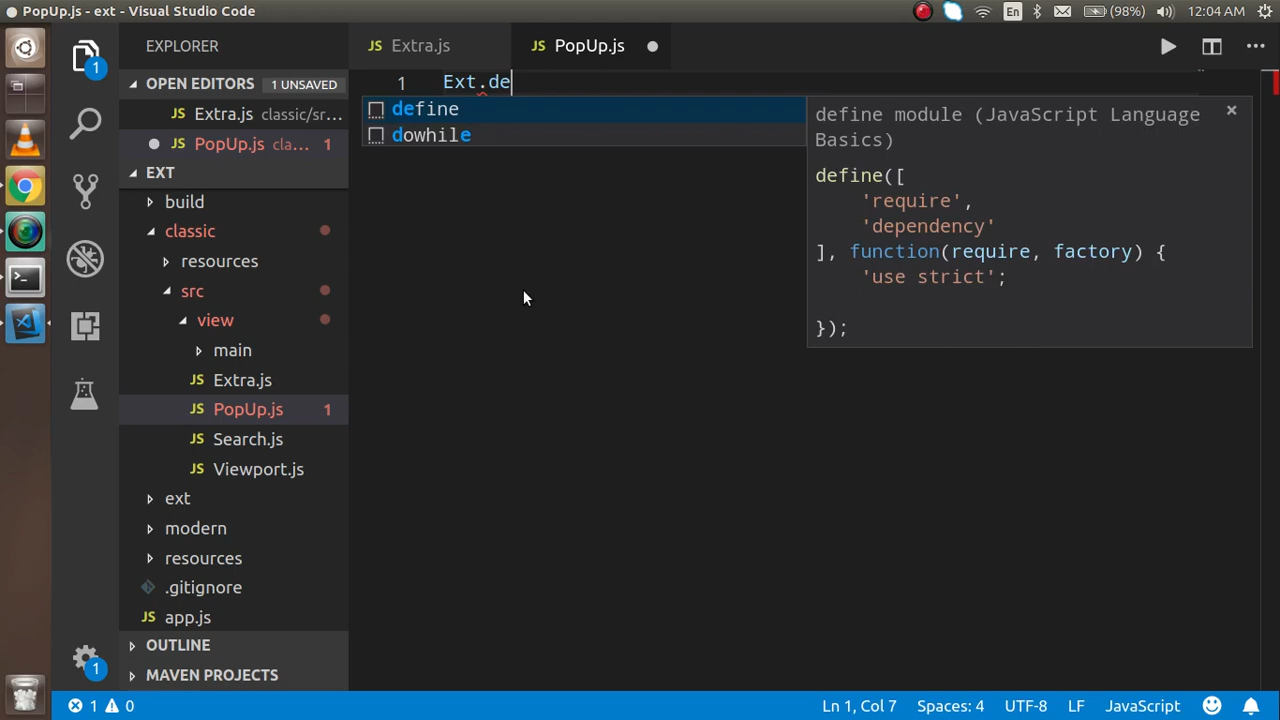 PopUp.js - ext - Visual Studio Code
En
(98%)
12:04 AM
1
EXPLORER
OPEN EDITORS 1 UNSAVED
JS Extra.js classic/sr...
JS PopUp.js cla... 1
EXT
build
classic
resources
src
view
main
JS Extra.js
JS PopUp.js 1
JS Search.js
JS Viewport.js
ext
modern
resources
.gitignore
JS app.js
OUTLINE
MAVEN PROJECTS
1
JS Extra.js
JS PopUp.js
1 Ext.de
define
dowhile
define module (JavaScript Language
Basics)
define([
'require',
'dependency'
], function(require, factory) {
'use strict';
});
1 0
Ln 1, Col 7
Spaces: 4
UTF-8
LF
JavaScript